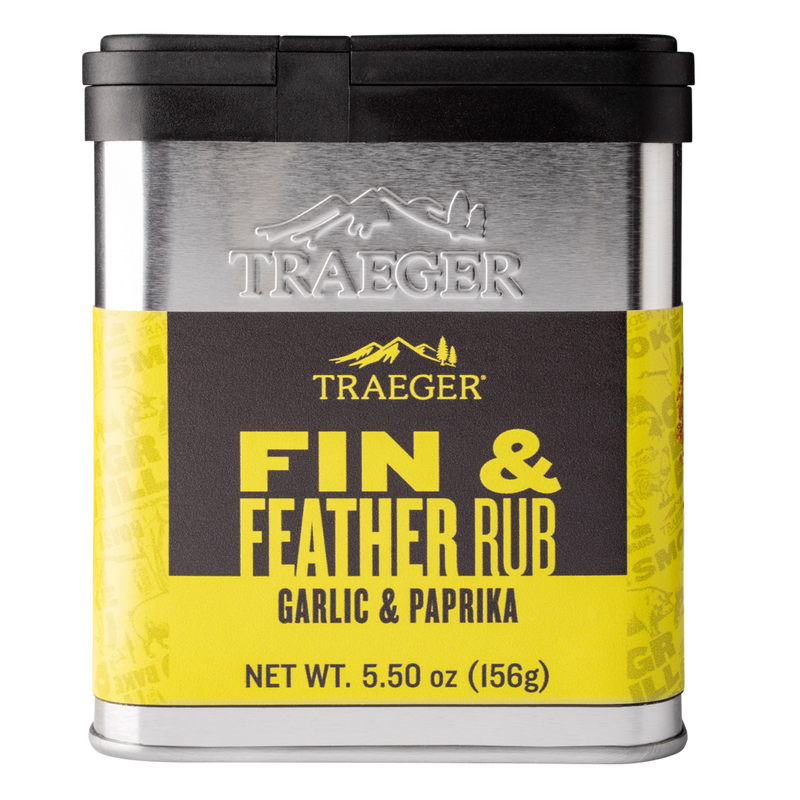 TRAEGER
TRAEGER®
FIN &
FEATHER RUB
GARLIC & PAPRIKA
NET WT. 5.50 oz (156g)